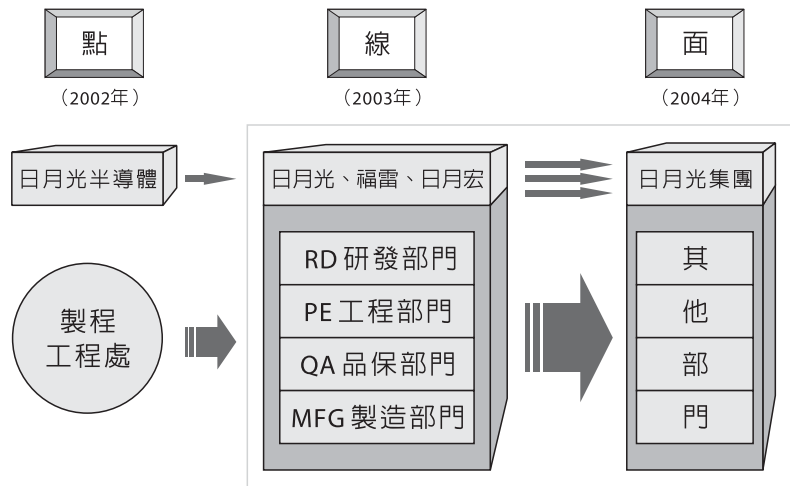 點
線
面
（2002年）
（2003年）
（2004年）
日月光半導體
日月光、福雷、日月宏
日月光集團
製程
工程處
RD 研發部門
PE 工程部門
QA 品保部門
MFG 製造部門
其
他
部
門